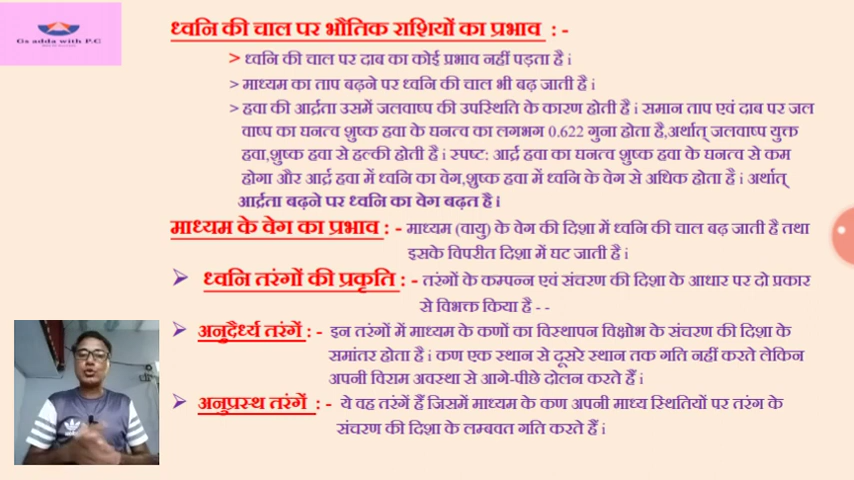 Gs adda with P.C
ध्वनि की चाल पर भौतिक राशियों का प्रभाव : -
> ध्वनि की चाल पर दाब का कोई प्रभाव नहीं पड़ता है i
> माध्यम का ताप बढ़ने पर ध्वनि की चाल भी बढ़ जाती है i
> हवा की आर्द्रता उसमें जलवाष्प की उपस्थिति के कारण होती है i समान ताप एवं दाब पर जल
वाष्प का घनत्व शुष्क हवा के घनत्व का लगभग 0.622 गुना होता है,अर्थात् जलवाष्प युक्त
हवा,शुष्क हवा से हल्की होती है i स्पष्ट: आर्द्र हवा का घनत्व शुष्क हवा के घनत्व से कम
होगा और आर्द्र हवा में ध्वनि का वेग,शुष्क हवा में ध्वनि के वेग से अधिक होता है i अर्थात्
आर्द्रता बढ़ने पर ध्वनि का वेग बढ़त है i
माध्यम के वेग का प्रभाव : - माध्यम (वायु) के वेग की दिशा में ध्वनि की चाल बढ़ जाती है तथा
इसके विपरीत दिशा में घट जाती है i
➢ ध्वनि तरंगों की प्रकृति : - तरंगों के कम्पन्न एवं संचरण की दिशा के आधार पर दो प्रकार
से विभक्त किया है - -
➢ अनुदैर्ध्य तरंगें : - इन तरंगों में माध्यम के कणों का विस्थापन विक्षोभ के संचरण की दिशा के
समांतर होता है i कण एक स्थान से दूसरे स्थान तक गति नहीं करते लेकिन
अपनी विराम अवस्था से आगे-पीछे दोलन करते हैं i
➢ अनुप्रस्थ तरंगें : - ये वह तरंगें हैं जिसमें माध्यम के कण अपनी माध्य स्थितियों पर तरंग के
संचरण की दिशा के लम्बवत गति करते हैं i